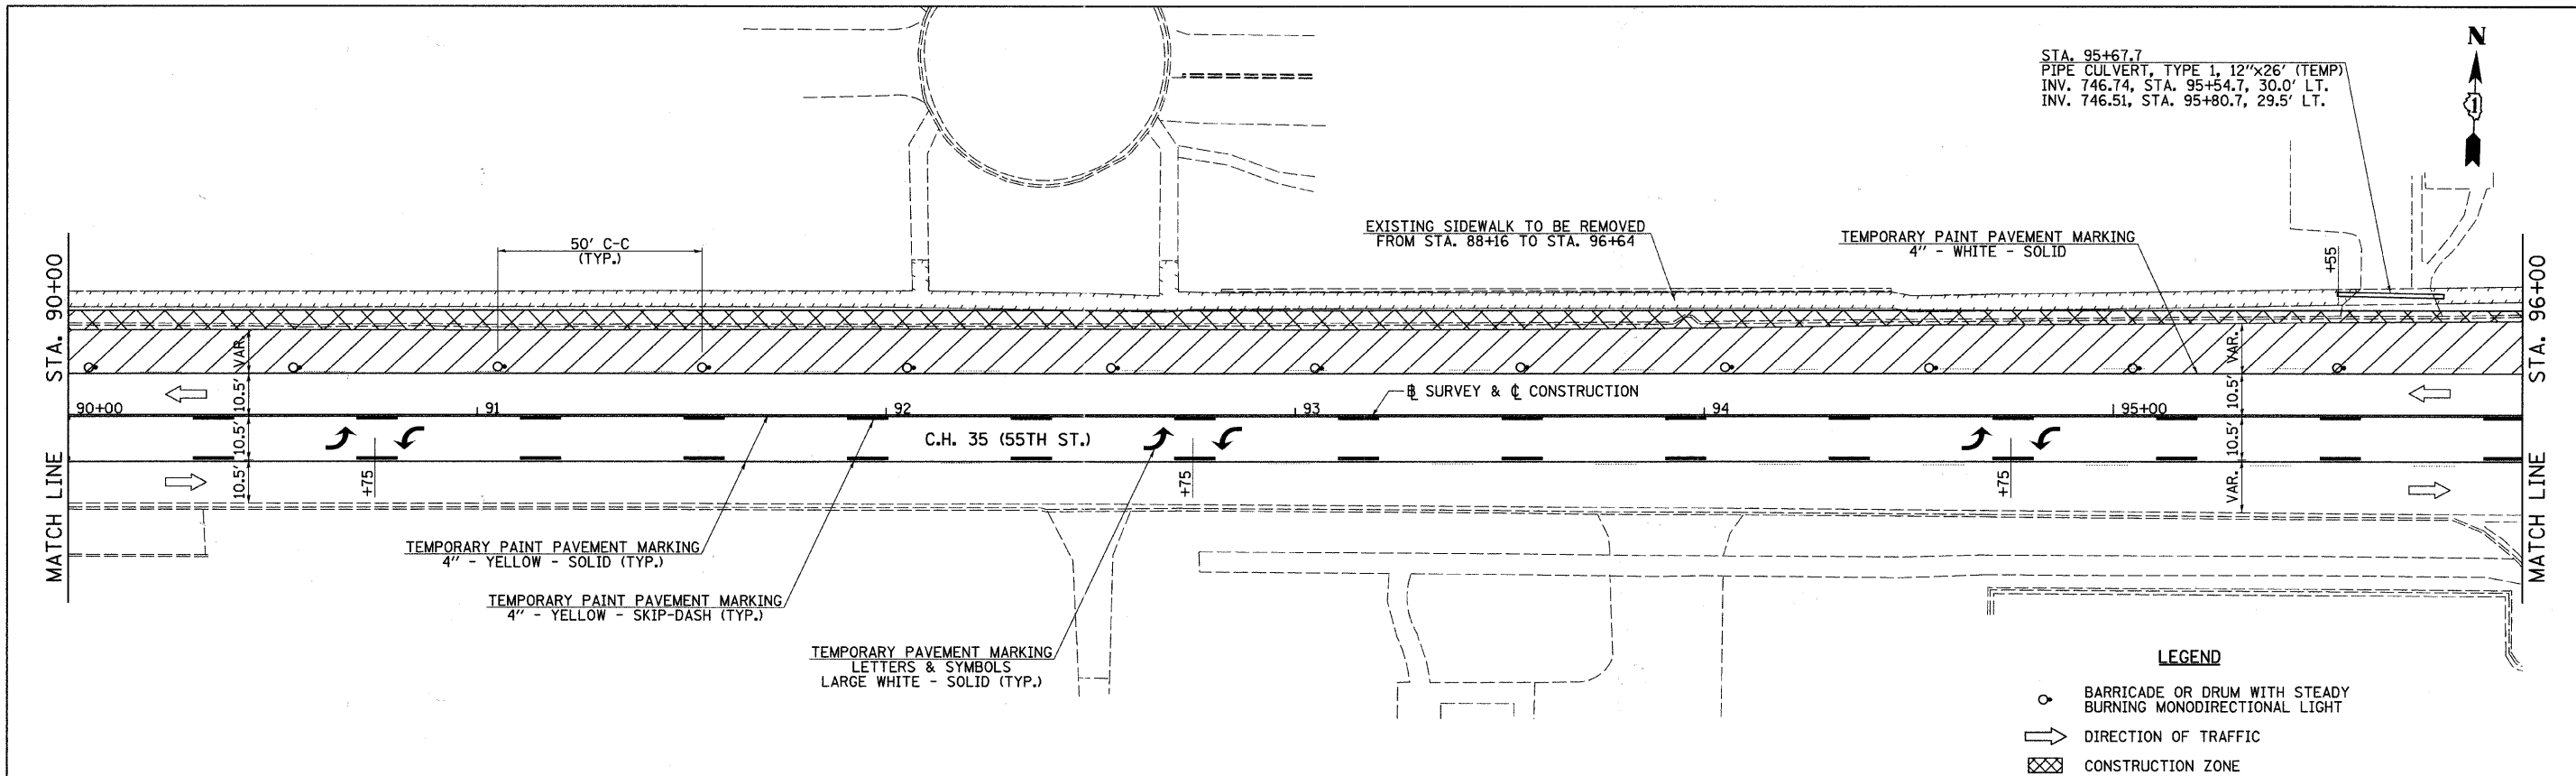 STA. 95+67.7
PIPE CULVERT, TYPE 1, 12"x26' (TEMP)
INV. 746.74, STA. 95+54.7, 30.0' LT.
INV. 746.51, STA. 95+80.7, 29.5' LT.
N
1
50' C-C
(TYP.)
EXISTING SIDEWALK TO BE REMOVED
FROM STA. 88+16 TO STA. 96+64
TEMPORARY PAINT PAVEMENT MARKING
4" - WHITE - SOLID
+55
MATCH LINE STA. 90+00
MATCH LINE STA. 96+00
VAR.
10.5'
10.5'
10.5'
VAR.
10.5'
10.5'
VAR.
90+00
91
92
93
94
95+00
B SURVEY & C CONSTRUCTION
C.H. 35 (55TH ST.)
+75
+75
+75
TEMPORARY PAINT PAVEMENT MARKING
4" - YELLOW - SOLID (TYP.)
TEMPORARY PAINT PAVEMENT MARKING
4" - YELLOW - SKIP-DASH (TYP.)
TEMPORARY PAVEMENT MARKING
LETTERS & SYMBOLS
LARGE WHITE - SOLID (TYP.)
LEGEND
BARRICADE OR DRUM WITH STEADY
BURNING MONODIRECTIONAL LIGHT
DIRECTION OF TRAFFIC
CONSTRUCTION ZONE